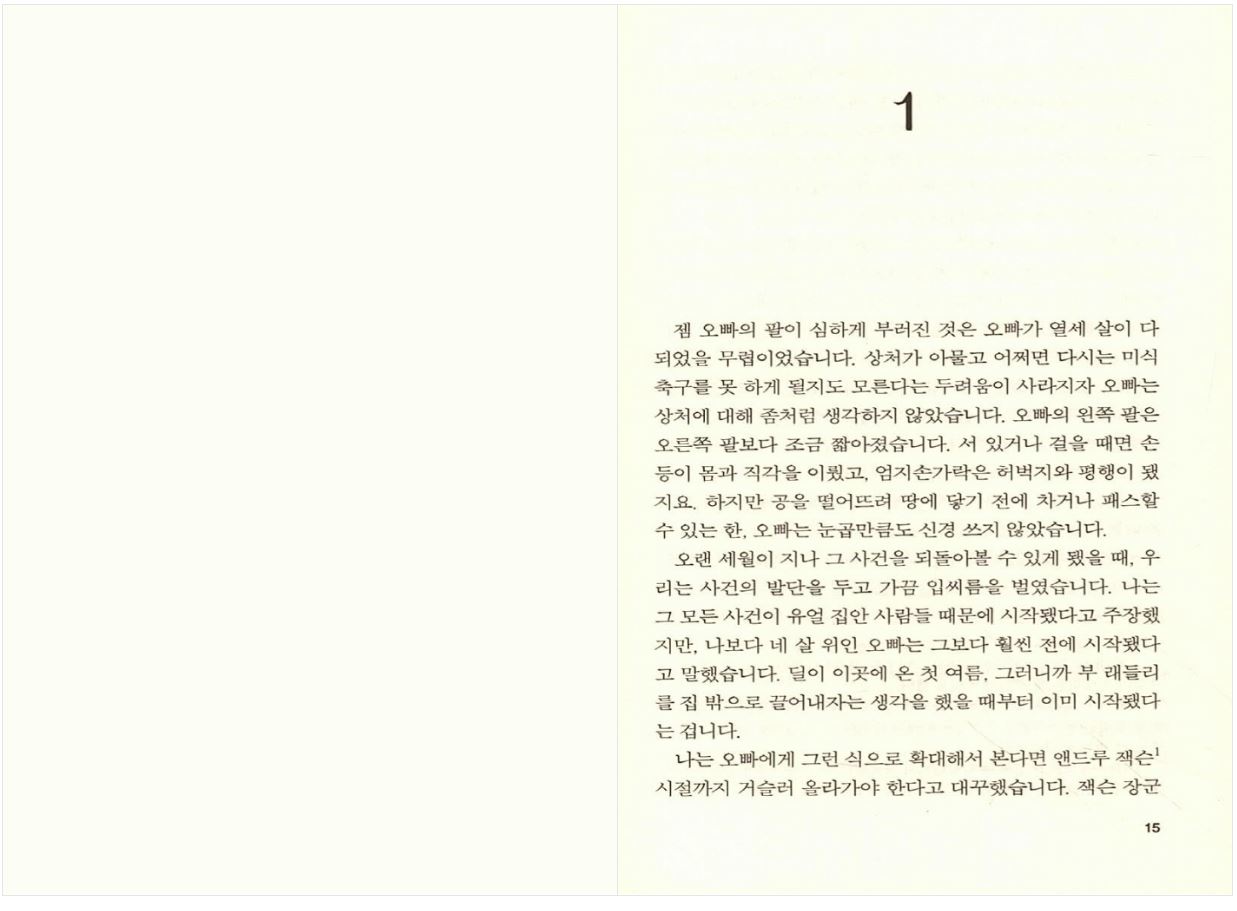 1
젬 오빠의 팔이 심하게 부러진 것은 오빠가 열세 살이 다
되었을 무렵이었습니다. 상처가 아물고 어쩌면 다시는 미식
축구를 못 하게 될지도 모른다는 두려움이 사라지자 오빠는
상처에 대해 좀처럼 생각하지 않았습니다. 오빠의 왼쪽 팔은
오른쪽 팔보다 조금 짧아졌습니다. 서 있거나 걸을 때면 손
등이 몸과 직각을 이뤘고, 엄지손가락은 허벅지와 평행이 됐
지요. 하지만 공을 떨어뜨려 땅에 닿기 전에 차거나 패스할
수 있는 한, 오빠는 눈곱만큼도 신경 쓰지 않았습니다.
오랜 세월이 지나 그 사건을 되돌아볼 수 있게 됐을 때, 우
리는 사건의 발단을 두고 가끔 입씨름을 벌였습니다. 나는
그 모든 사건이 유얼 집안 사람들 때문에 시작됐다고 주장했
지만, 나보다 네 살 위인 오빠는 그보다 훨씬 전에 시작됐다
고 말했습니다. 딜이 이곳에 온 첫 여름, 그러니까 부 래들리
를 집 밖으로 끌어내자는 생각을 했을 때부터 이미 시작됐다
는 겁니다.
나는 오빠에게 그런 식으로 확대해서 본다면 앤드루 잭슨1
시절까지 거슬러 올라가야 한다고 대꾸했습니다. 잭슨 장군
15